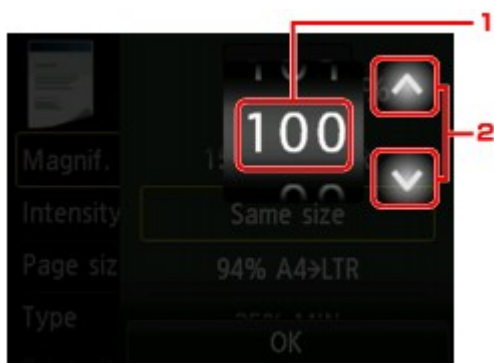 1
100
2
Magnif.
Intensity
Same size
Page siz
94% A4→LTR
Type
OK